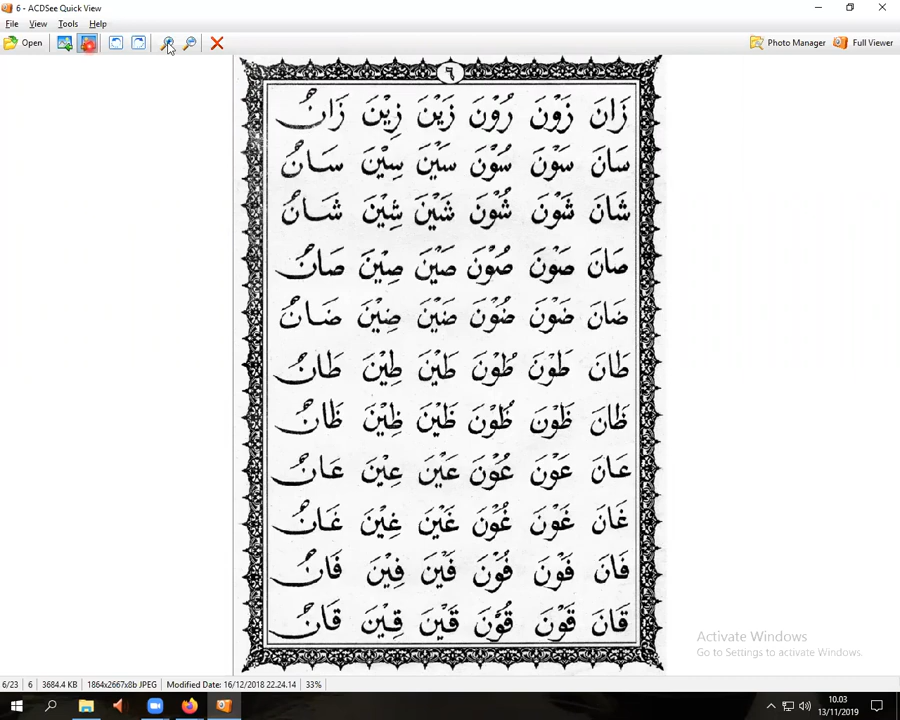 6 - ACDSee Quick View
File View Tools Help
Open Photo Manager Full Viewer
٦
زَانَ زَوْنَ زُوْنَ زَيْنَ زِيْنَ زَانُ
سَانَ سَوْنَ سُوْنَ سَيْنَ سِيْنَ سَانُ
شَانَ شَوْنَ شُوْنَ شَيْنَ شِيْنَ شَانُ
صَانَ صَوْنَ صُوْنَ صَيْنَ صِيْنَ صَانُ
ضَانَ ضَوْنَ ضُوْنَ ضَيْنَ ضِيْنَ ضَانُ
طَانَ طَوْنَ طُوْنَ طَيْنَ طِيْنَ طَانُ
ظَانَ ظَوْنَ ظُوْنَ ظَيْنَ ظِيْنَ ظَانُ
عَانَ عَوْنَ عُوْنَ عَيْنَ عِيْنَ عَانُ
غَانَ غَوْنَ غُوْنَ غَيْنَ غِيْنَ غَانُ
فَانَ فَوْنَ فُوْنَ فَيْنَ فِيْنَ فَانُ
قَانَ قَوْنَ قُوْنَ قَيْنَ قِيْنَ قَانُ
Activate Windows
Go to Settings to activate Windows.
6/23 6 3684.4 KB 1864x2667x8b JPEG Modified Date: 16/12/2018 22.24.14 33%
10.03
13/11/2019